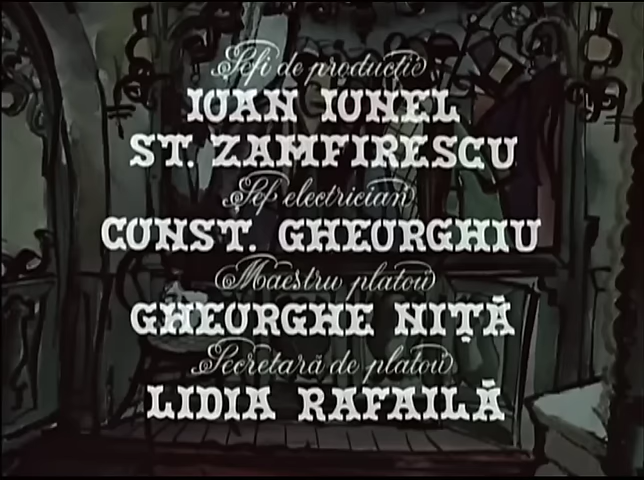 Șefi de producție
IOAN IONEL
ST. ZAMFIRESCU
Șef electrician
CONST. GHEORGHIU
Maestru platou
GHEORGHE NIȚĂ
Secretară de platou
LIDIA RAFAILĂ